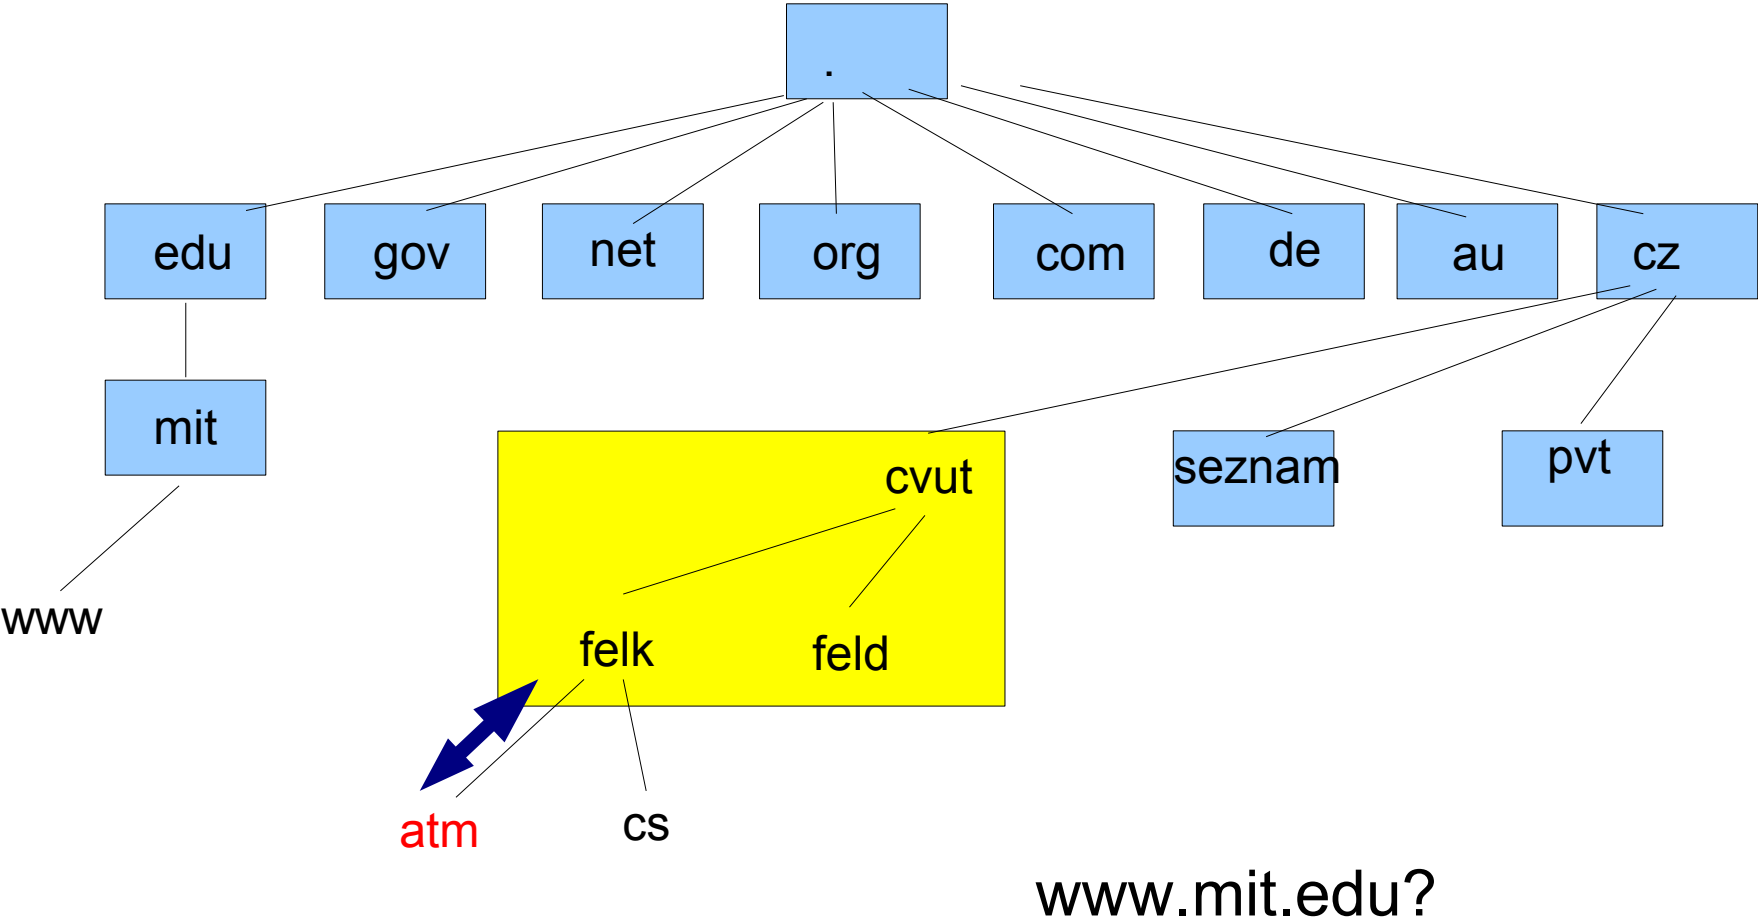 .
edu gov net org com de au cz
mit
cvut seznam pvt
www
felk feld
atm cs
www.mit.edu?